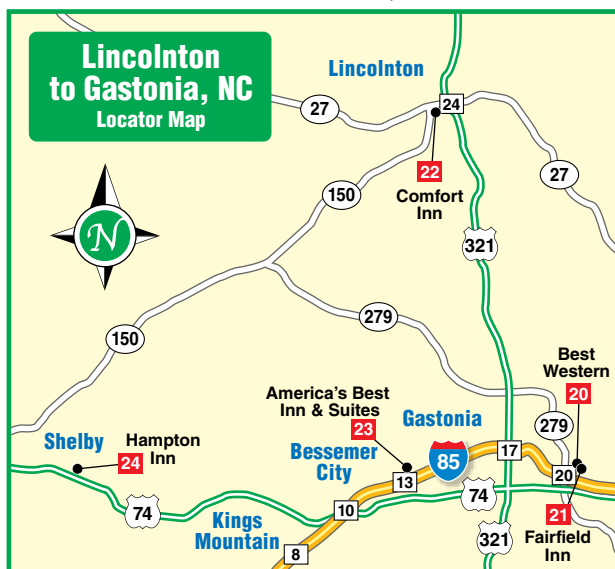 Lincolnton
to Gastonia, NC
Locator Map
Lincolnton
27
24
22
Comfort
Inn
27
150
N
321
279
150
Best
Western
20
America's Best
Inn & Suites
23
Gastonia
279
Shelby
Hampton
Inn
24
Bessemer
City
85
17
13
20
74
74
10
21
Kings
Mountain
8
321
Fairfield
Inn